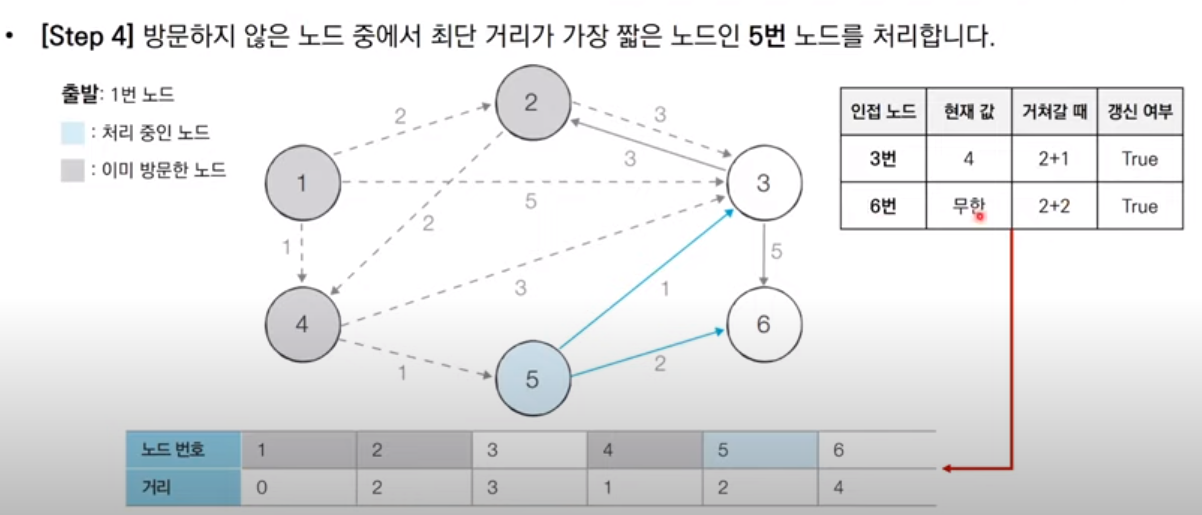 • [Step 4] 방문하지 않은 노드 중에서 최단 거리가 가장 짧은 노드인 5번 노드를 처리합니다.
출발: 1번 노드
: 처리 중인 노드
: 이미 방문한 노드
인접 노드 현재 값 거쳐갈 때 갱신 여부
3번 4 2+1 True
6번 무한 2+2 True
2
2
3
3
1
5
3
2
1
5
3
1
4
6
1
2
5
노드 번호 1 2 3 4 5 6
거리 0 2 3 1 2 4